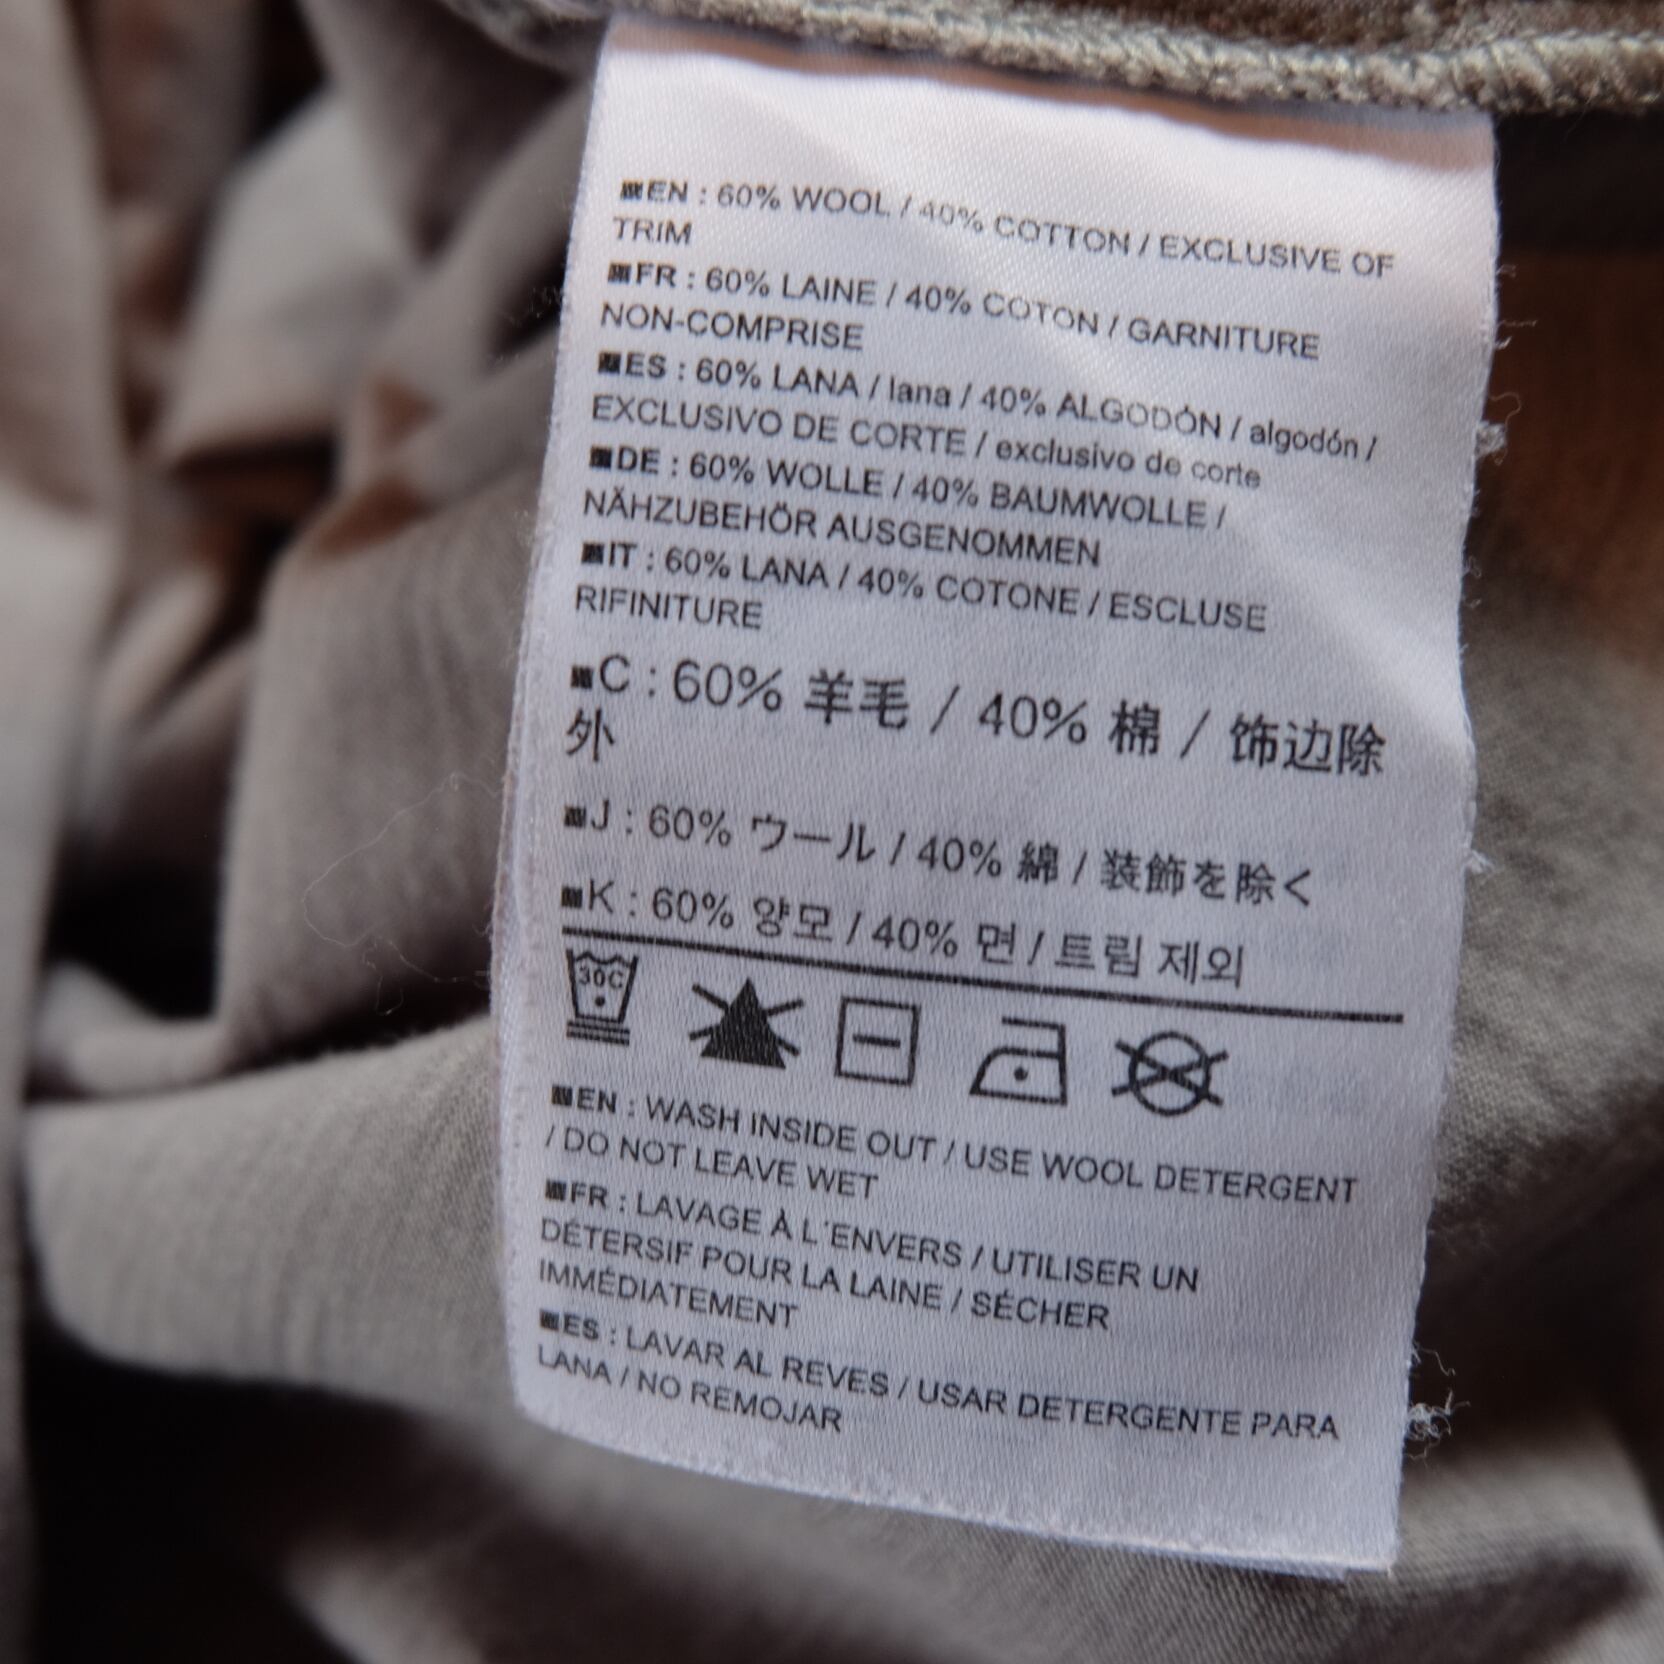 EN : 60% WOOL / 40% COTTON / EXCLUSIVE OF
TRIM
FR : 60% LAINE / 40% COTON / GARNITURE
NON-COMPRISE
ES : 60% LANA / lana / 40% ALGODÓN / algodón /
EXCLUSIVO DE CORTE / exclusivo de corte
DE : 60% WOLLE / 40% BAUMWOLLE /
NÄHZUBEHÖR AUSGENOMMEN
IT : 60% LANA / 40% COTONE / ESCLUSE
RIFINITURE
C : 60% 羊毛 / 40% 棉 / 饰边除
外
J : 60% ウール / 40% 綿 / 装飾を除く
K : 60% 양모 / 40% 면 / 트림 제외
30C
EN : WASH INSIDE OUT / USE WOOL DETERGENT
/ DO NOT LEAVE WET
FR : LAVAGE À L'ENVERS / UTILISER UN
DÉTERSIF POUR LA LAINE / SÉCHER
IMMÉDIATEMENT
ES : LAVAR AL REVES / USAR DETERGENTE PARA
LANA / NO REMOJAR